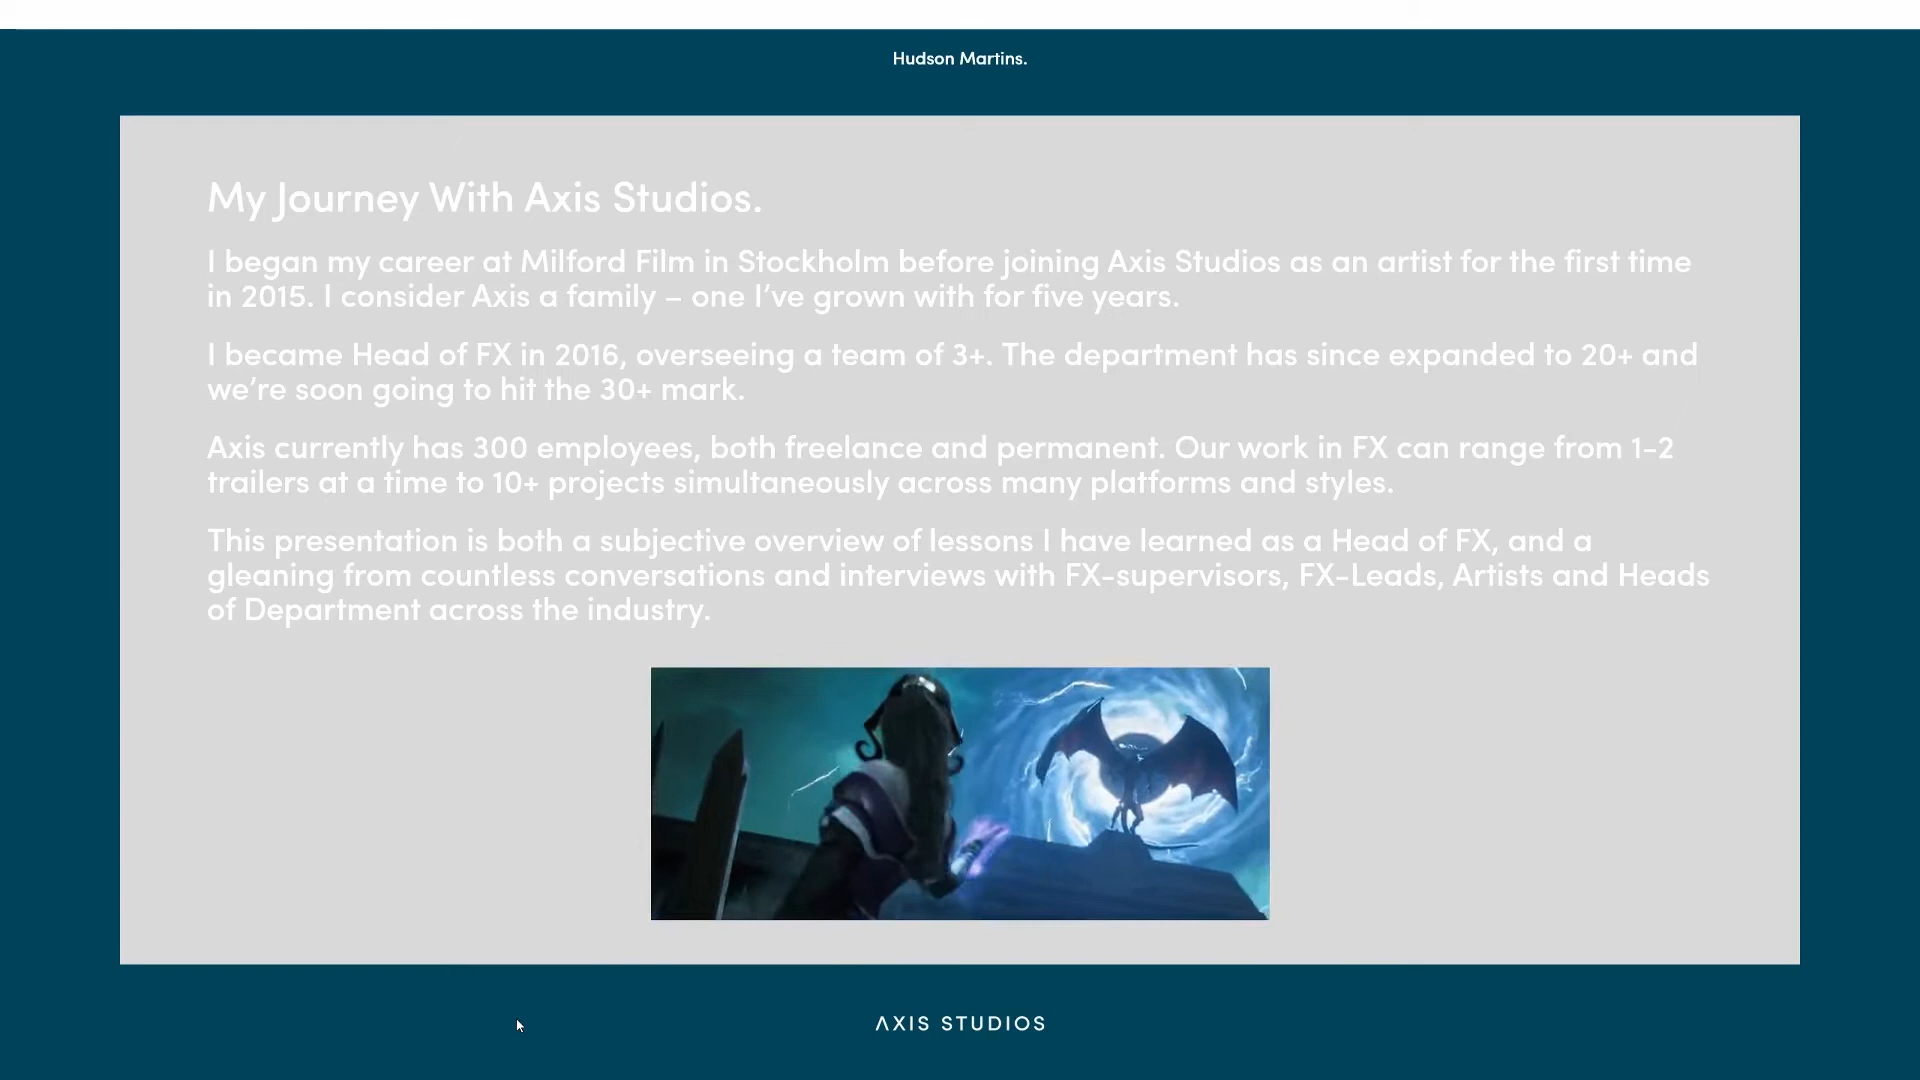 Hudson Martins.
My Journey With Axis Studios.
I began my career at Milford Film in Stockholm before joining Axis Studios as an artist for the first time
in 2015. I consider Axis a family – one I’ve grown with for five years.
I became Head of FX in 2016, overseeing a team of 3+. The department has since expanded to 20+ and
we’re soon going to hit the 30+ mark.
Axis currently has 300 employees, both freelance and permanent. Our work in FX can range from 1-2
trailers at a time to 10+ projects simultaneously across many platforms and styles.
This presentation is both a subjective overview of lessons I have learned as a Head of FX, and a
gleaning from countless conversations and interviews with FX-supervisors, FX-Leads, Artists and Heads
of Department across the industry.
AXIS STUDIOS